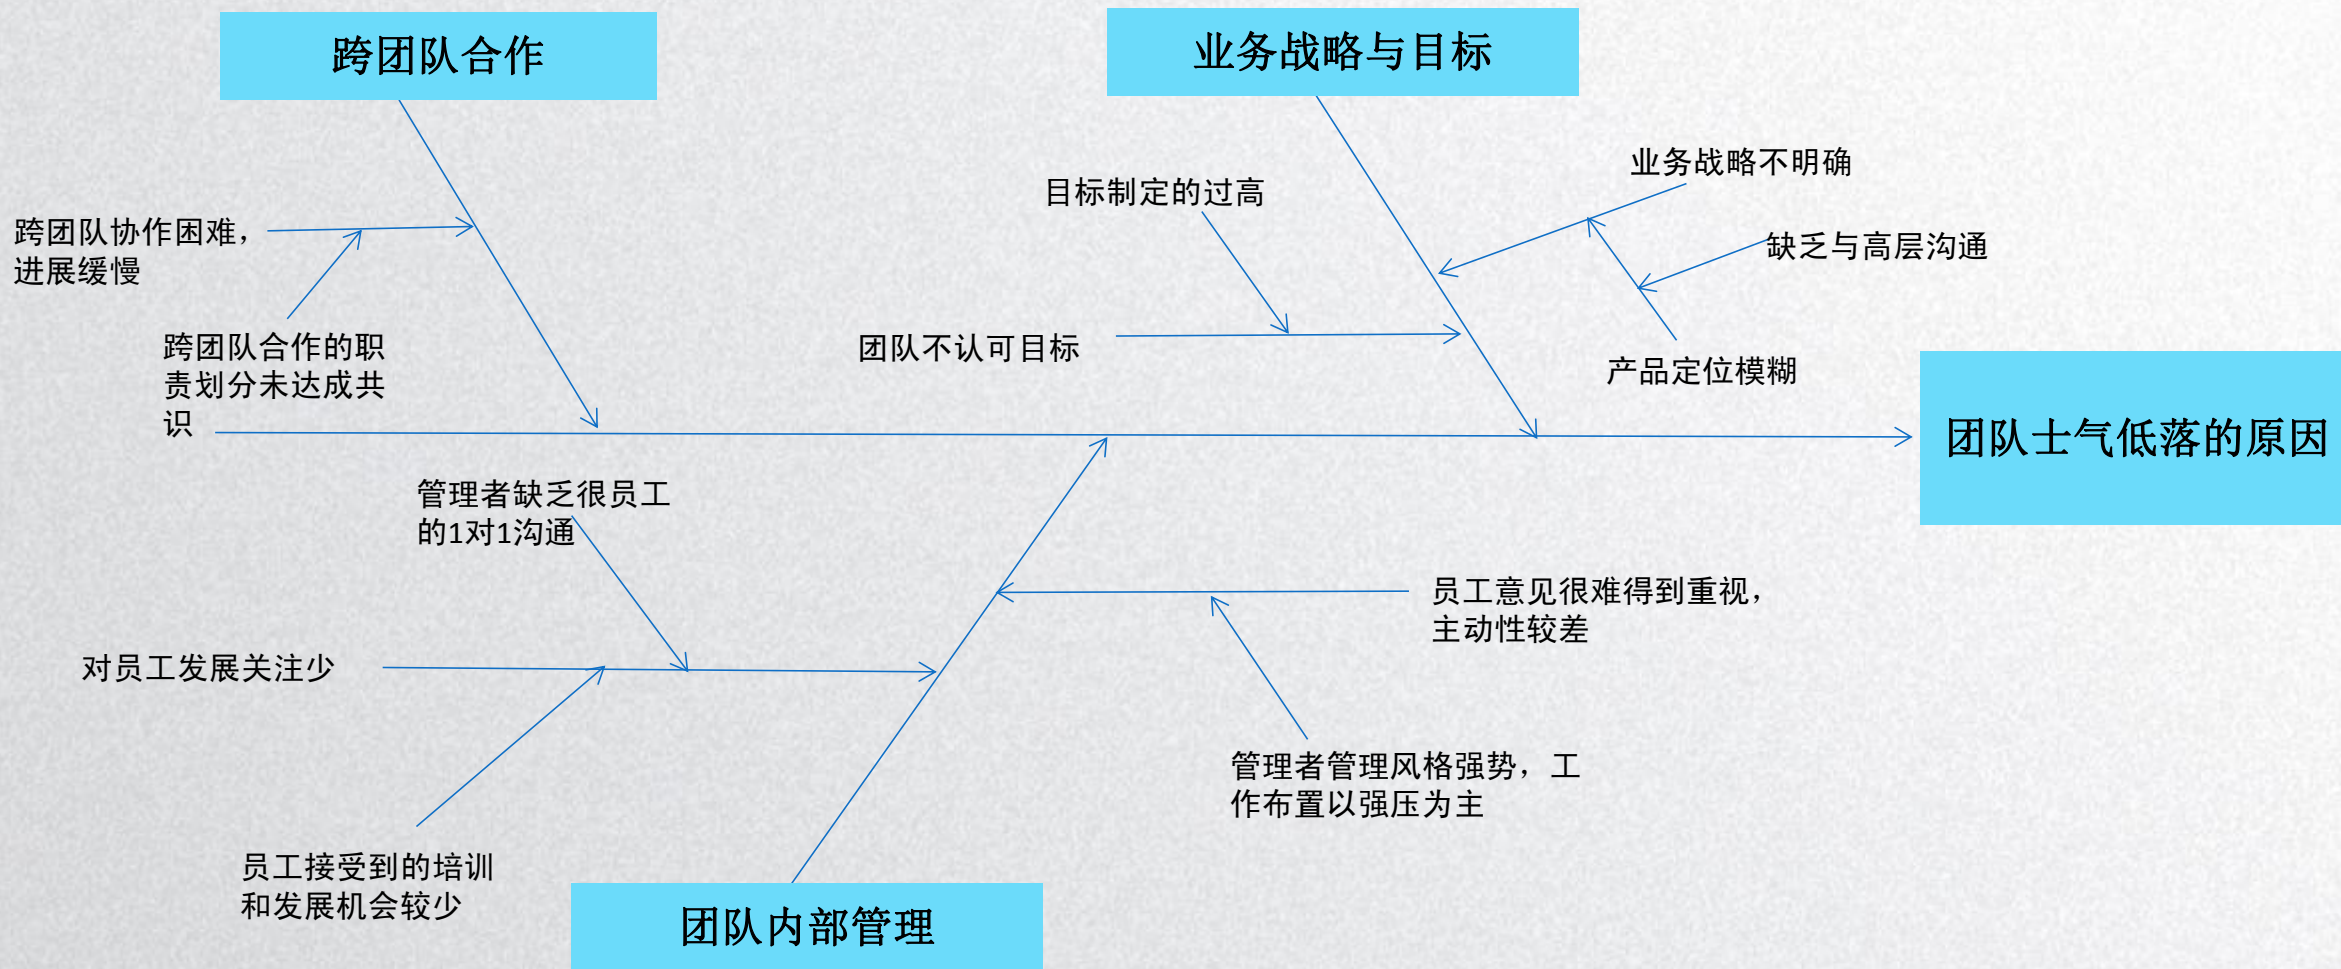 跨团队合作
业务战略与目标
业务战略不明确
目标制定的过高
跨团队协作困难，
进展缓慢
缺乏与高层沟通
跨团队合作的职
责划分未达成共
识
团队不认可目标
产品定位模糊
团队士气低落的原因
管理者缺乏很员工
的1对1沟通
员工意见很难得到重视，
主动性较差
对员工发展关注少
管理者管理风格强势，工
作布置以强压为主
员工接受到的培训
和发展机会较少
团队内部管理